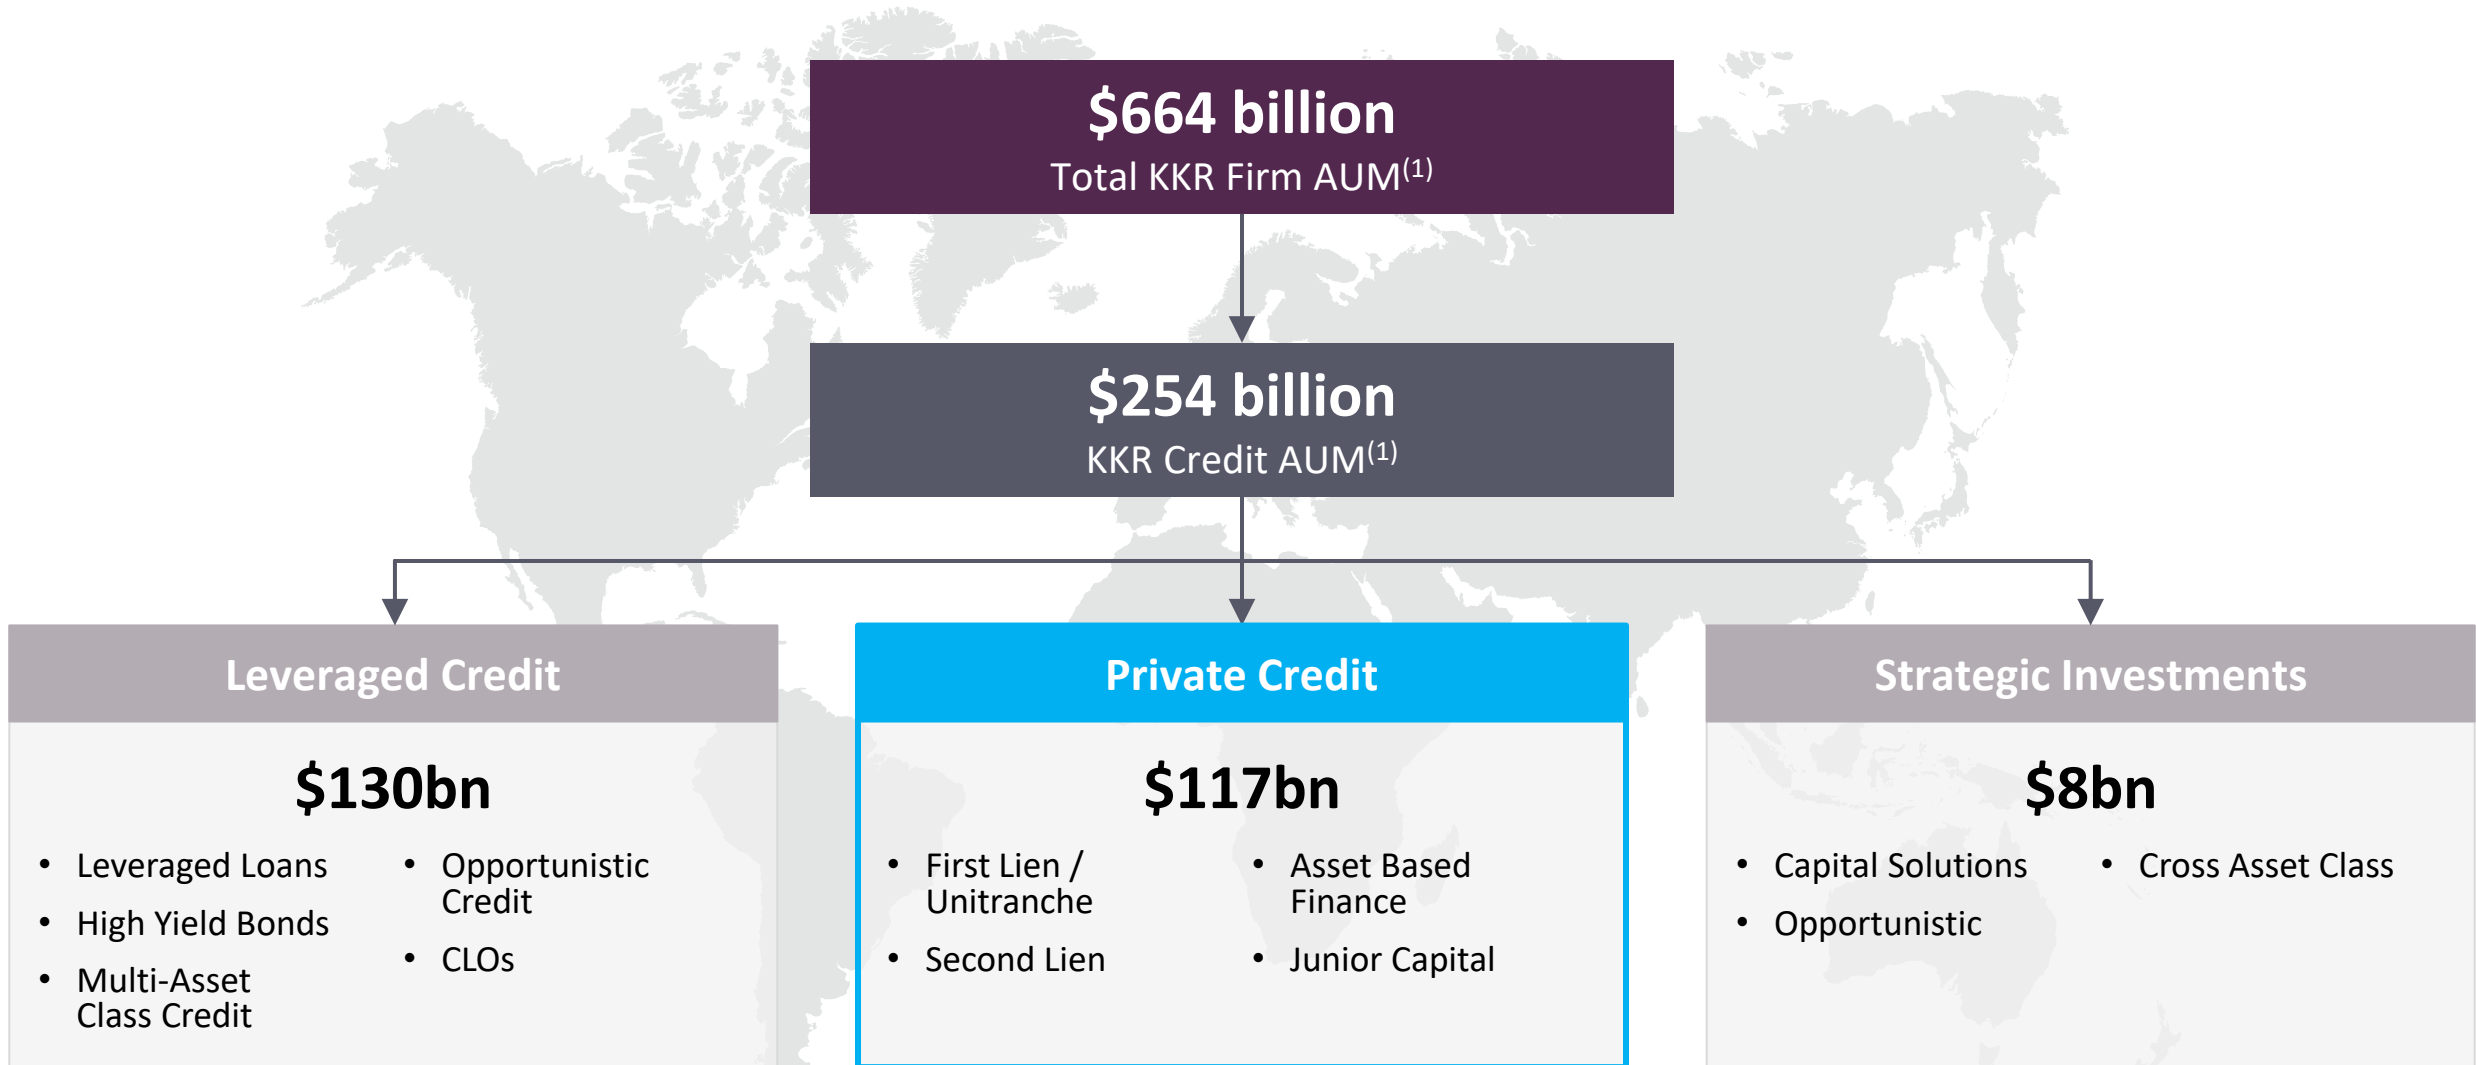 $664 billion
Total KKR Firm AUM(1)
$254 billion
KKR Credit AUM(1)
Leveraged Credit
$130bn
• Leveraged Loans
• High Yield Bonds
• Multi-Asset
Class Credit
• Opportunistic
Credit
• CLOs
Private Credit
$117bn
• First Lien /
Unitranche
• Second Lien
• Asset Based
Finance
• Junior Capital
Strategic Investments
$8bn
• Capital Solutions
• Opportunistic
• Cross Asset Class